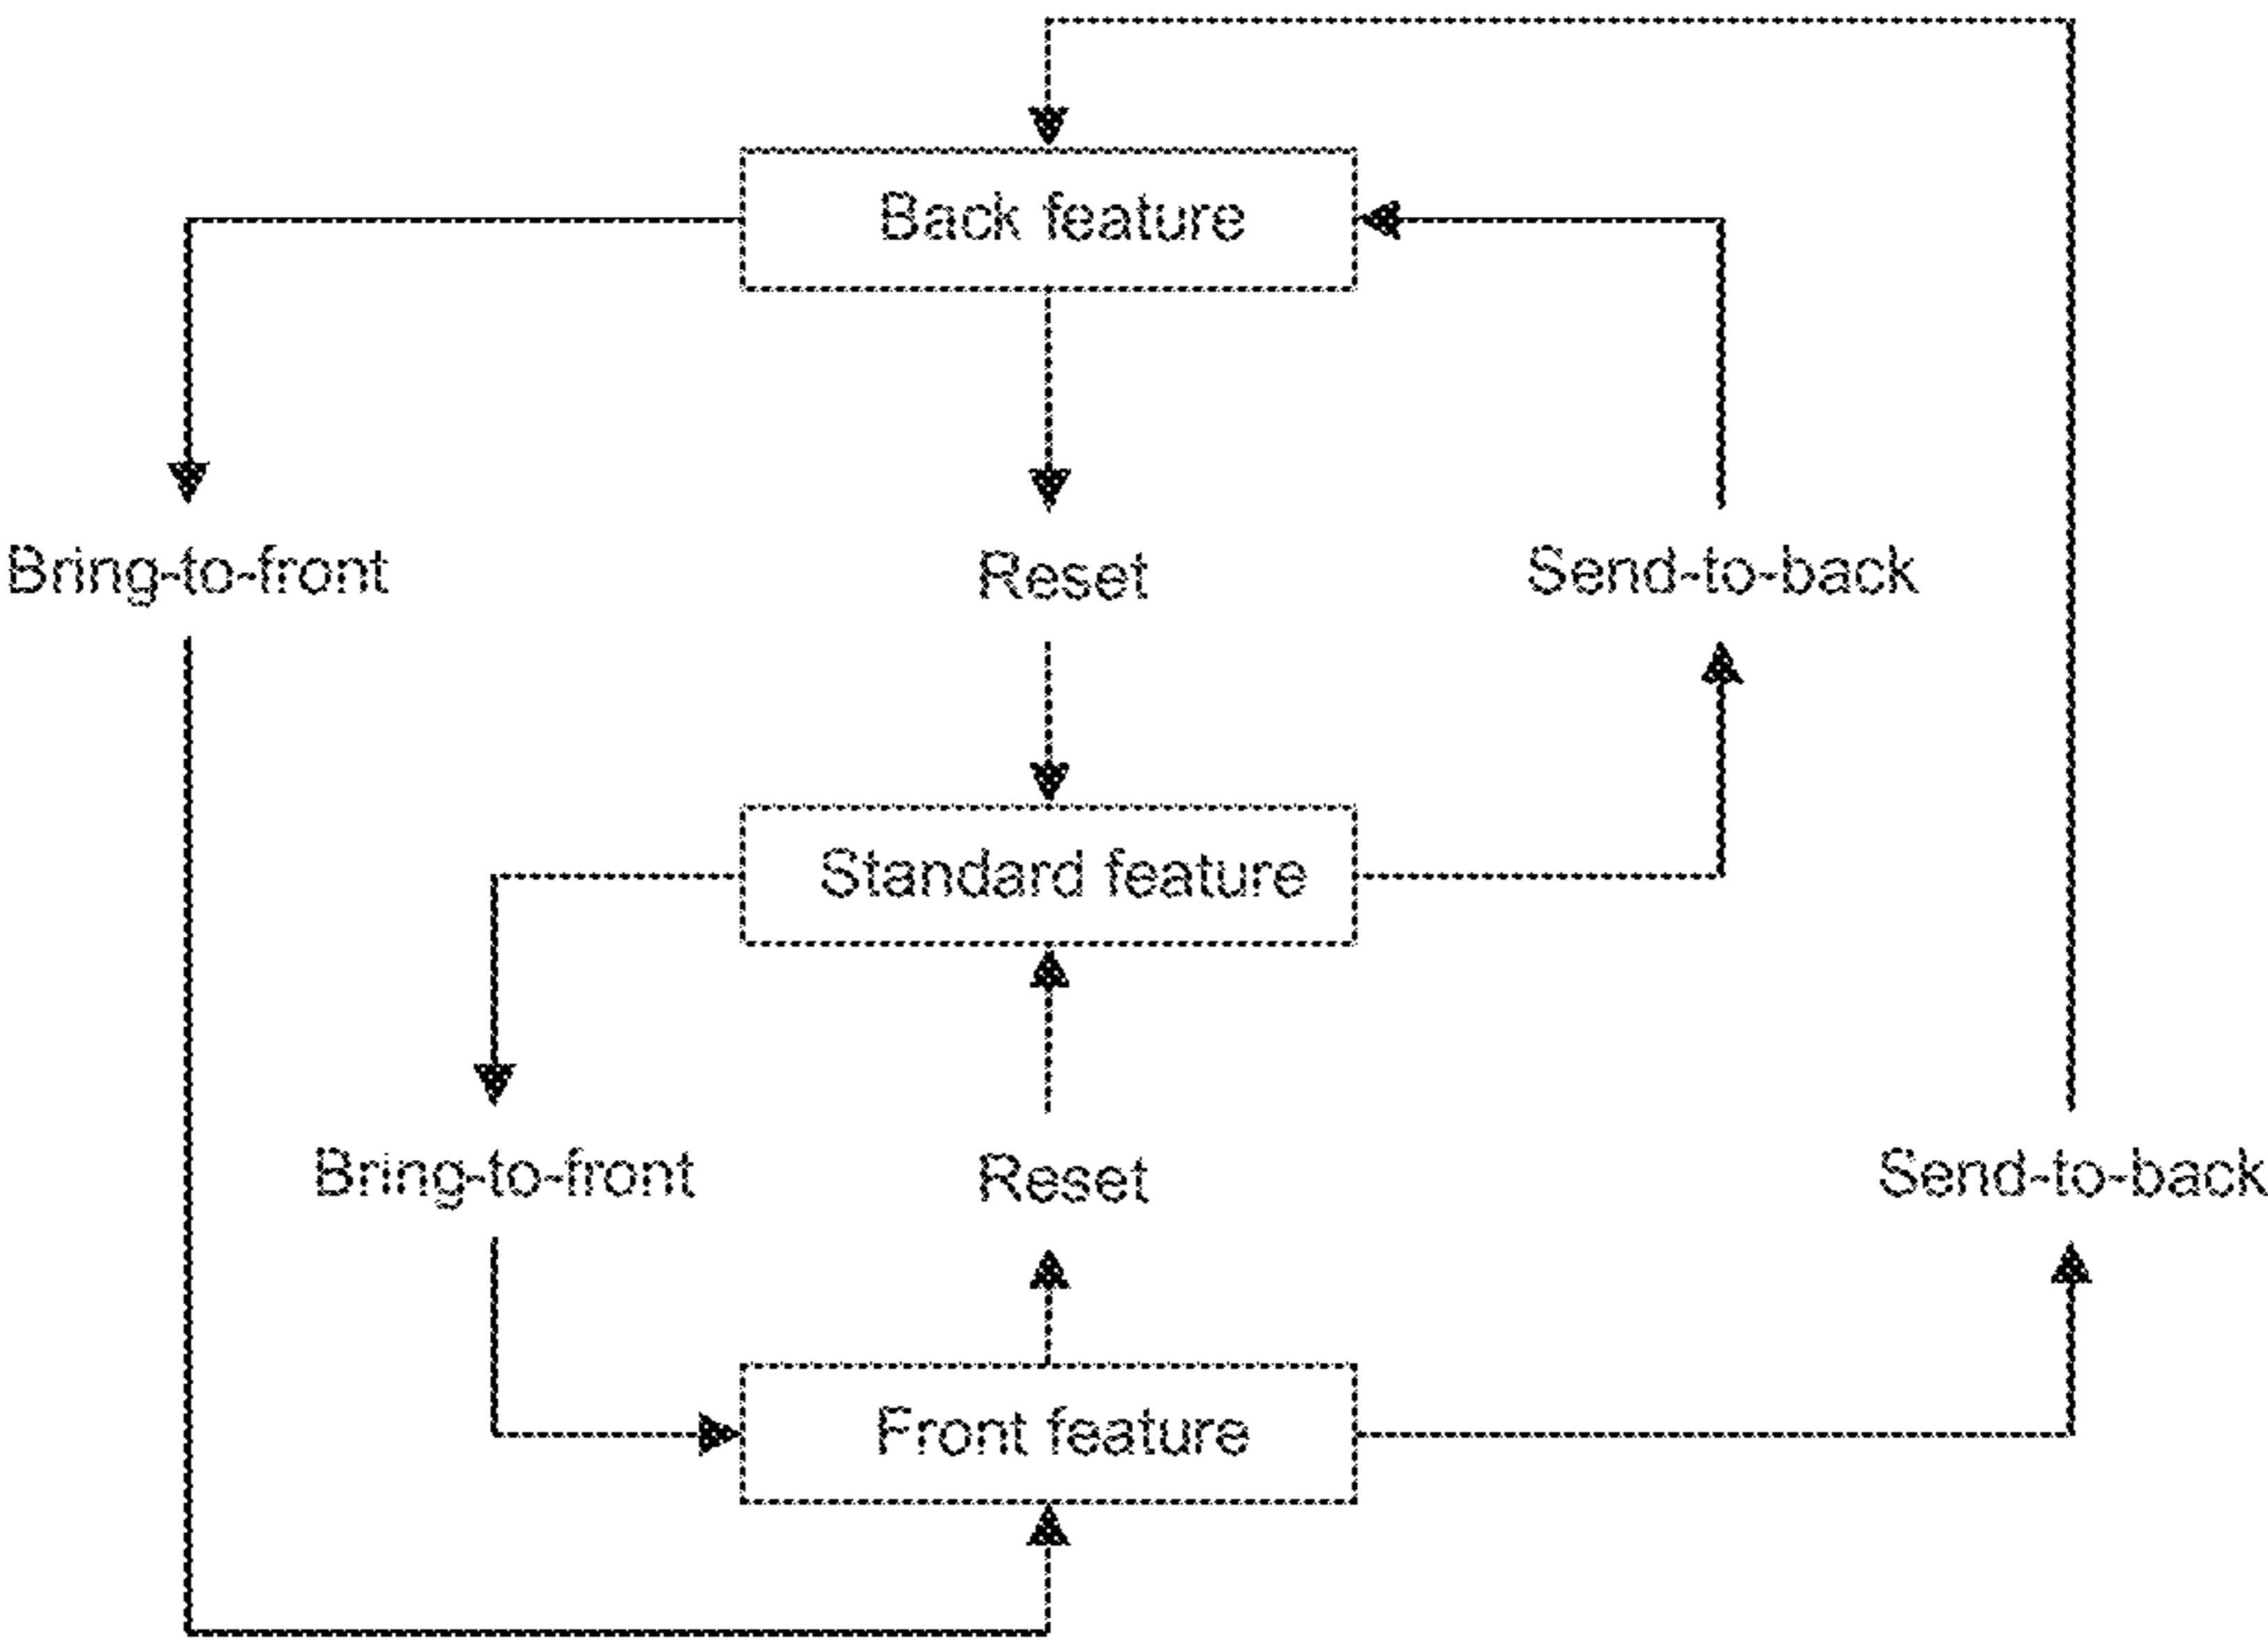 Back feature
Bring-to-front
Reset
Send-to-back
Standard feature
Bring-to-front
Reset
Send-to-back
Front feature